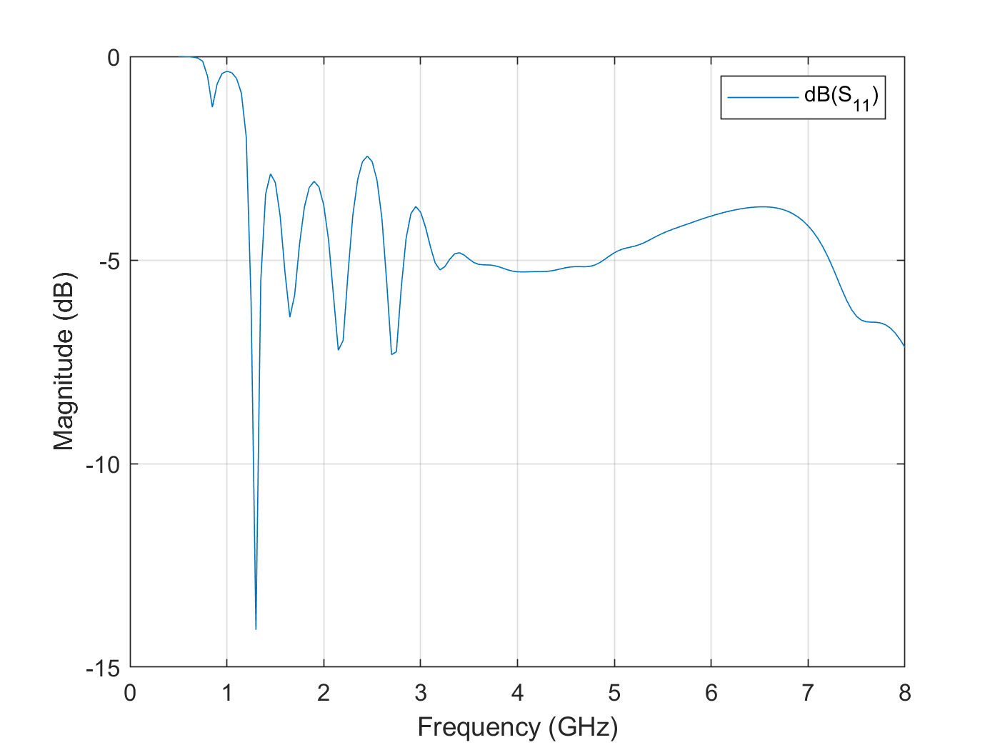 0
-5
-10
-15
Magnitude (dB)
dB(S11)
0 1 2 3 4 5 6 7 8
Frequency (GHz)